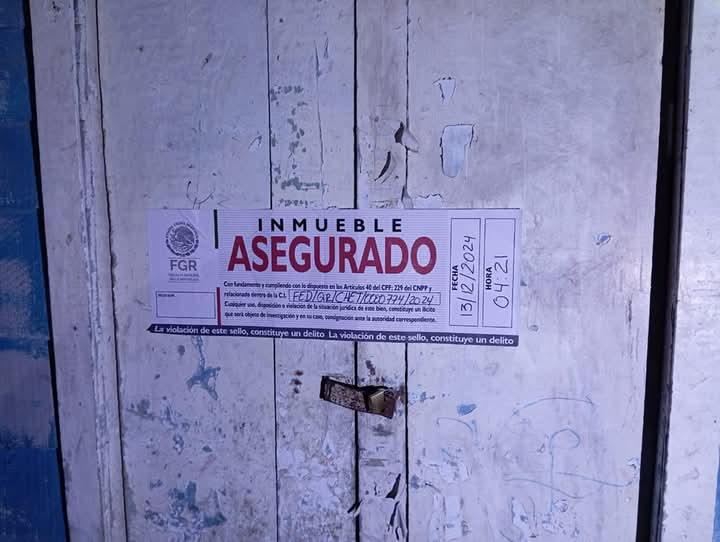 FGR
INMUEBLE
ASEGURADO
Con fundamento y cumpliendo con lo dispuesto en los Artículos 40 del CPF; 229 del CNPP y
relacionado dentro de la C.I. FED/QR/CHET/0000774/2024
Cualquier uso, disposición o violación de la situación jurídica de este bien, constituye un ilícito
que será objeto de investigación y en su caso, consignación ante la autoridad correspondiente.
FECHA
13/12/2024
HORA
04:21
La violación de este sello, constituye un delito La violación de este sello, constituye un delito